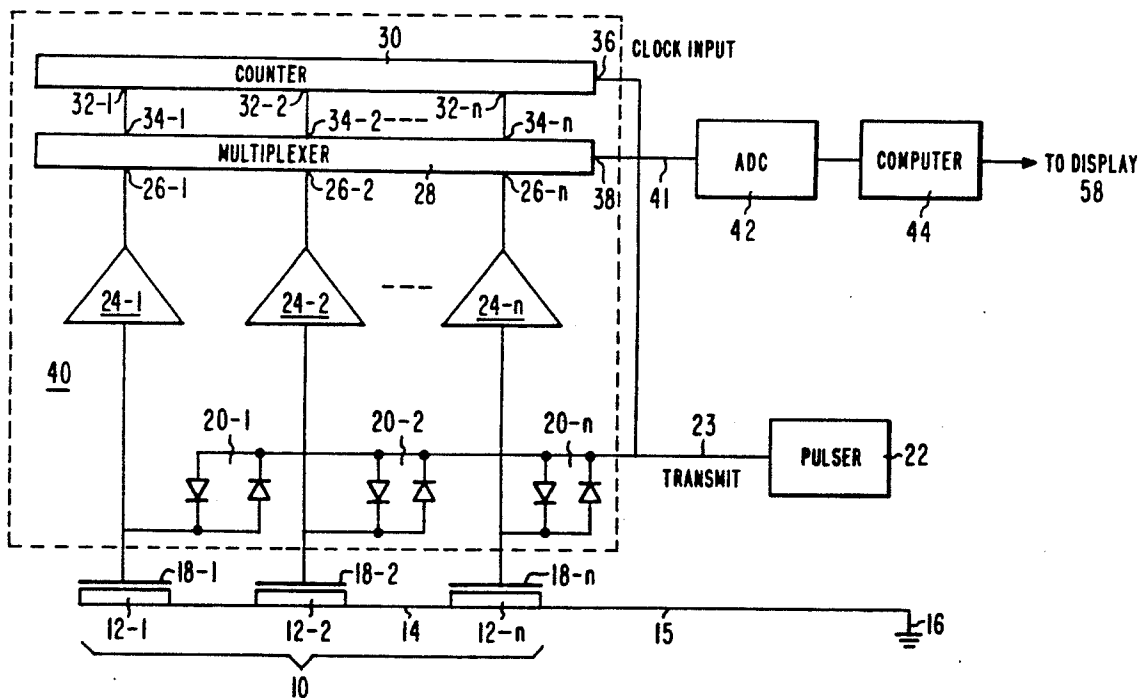 30
36
CLOCK INPUT
COUNTER
32-1
32-2
32-n
34-1
34-2
34-n
MULTIPLEXER
ADC
COMPUTER
TO DISPLAY
58
26-1
26-2
28
26-n
38
41
42
44
24-1
24-2
24-n
40
20-1
20-2
20-n
23
TRANSMIT
PULSER
22
18-1
18-2
18-n
12-1
12-2
14
12-n
15
16
10